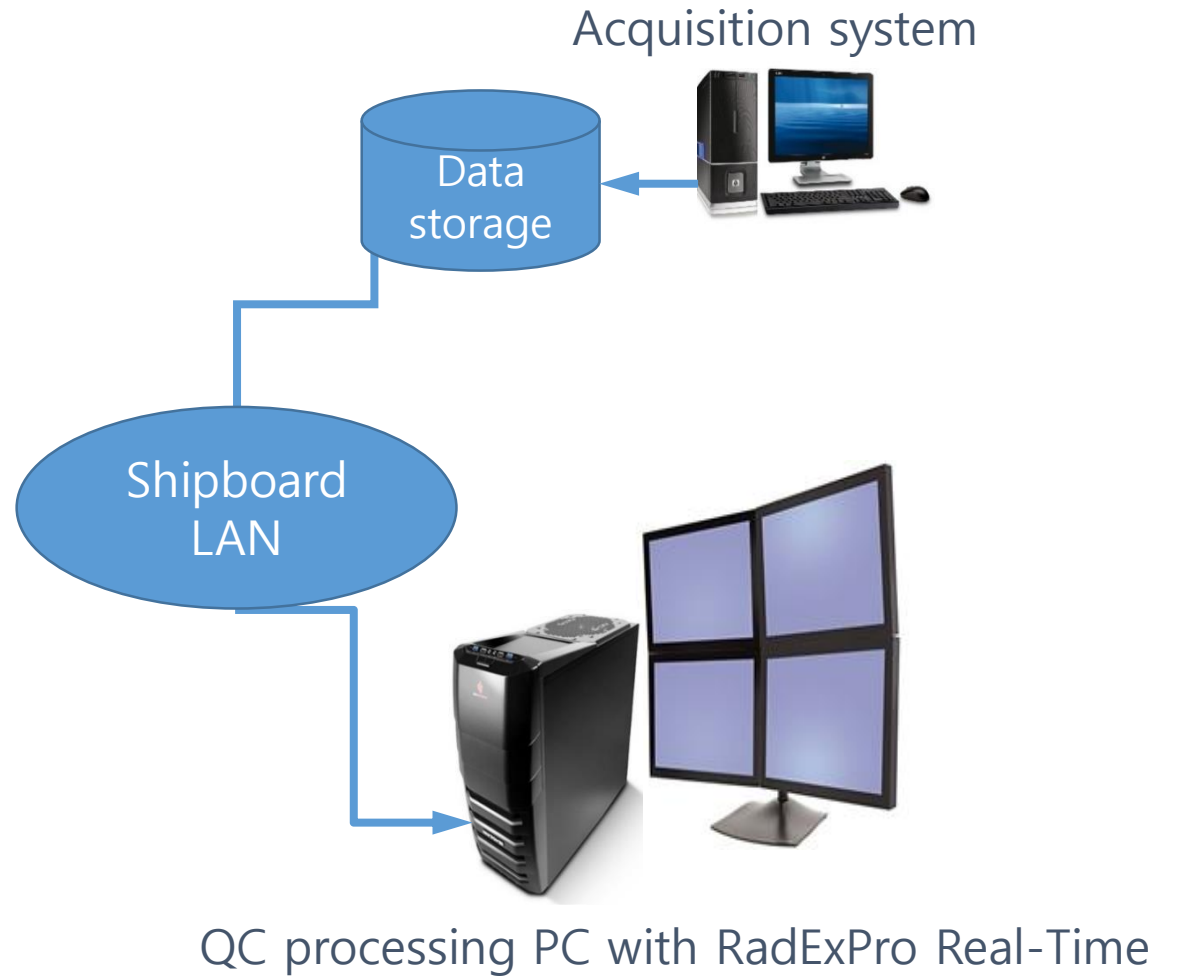 Acquisition system
Data
storage
Shipboard
LAN
QC processing PC with RadExPro Real-Time